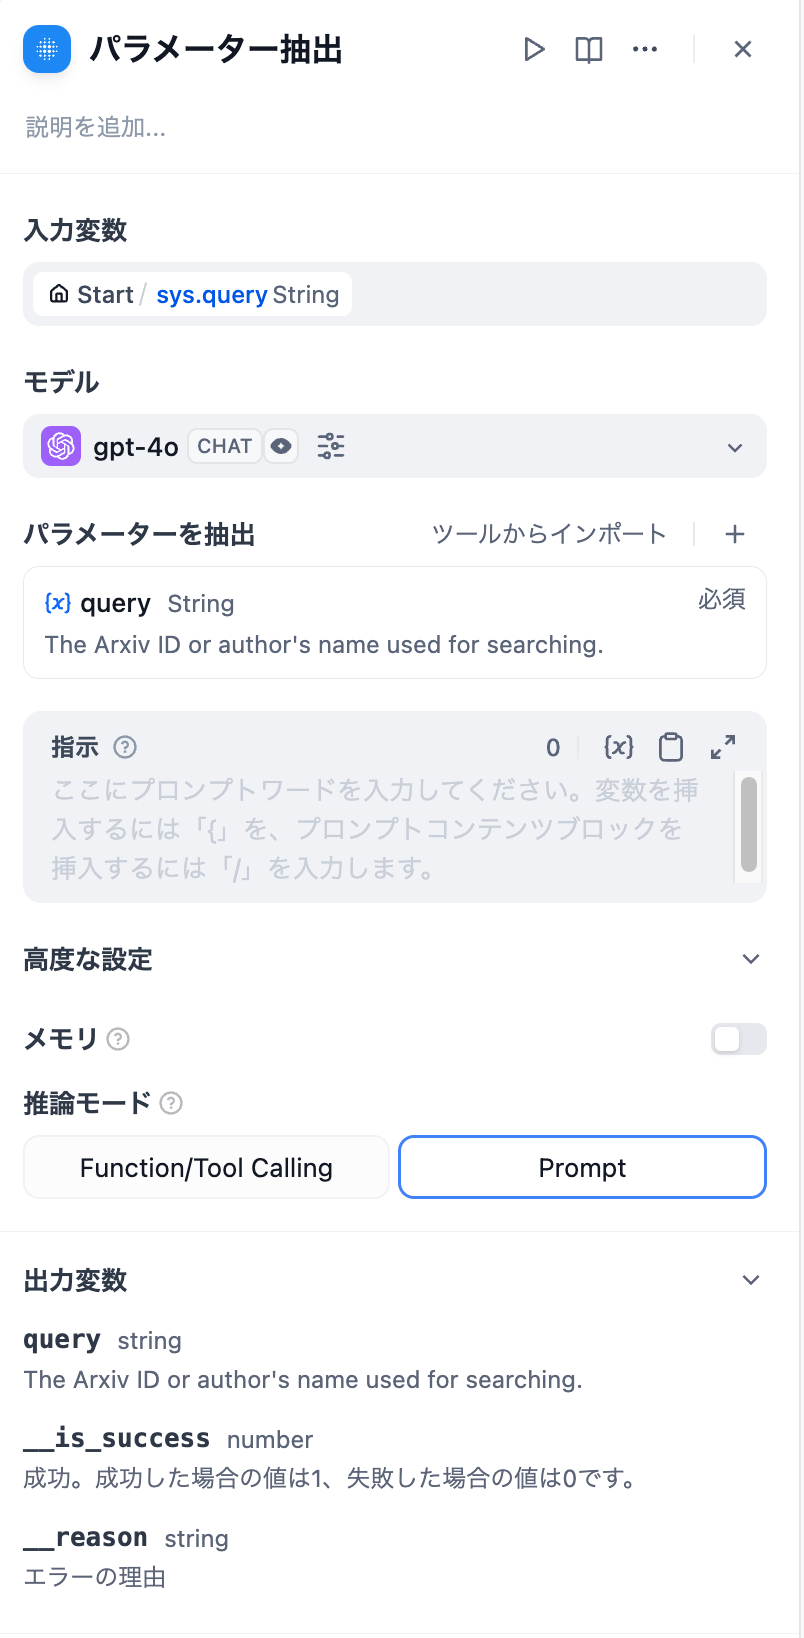 パラメーター抽出
説明を追加...
入力変数
Start / sys.query String
モデル
gpt-4o CHAT
パラメーターを抽出 ツールからインポート +
{x} query String 必須
The Arxiv ID or author's name used for searching.
指示 ? 0 {x}
ここにプロンプトワードを入力してください。変数を挿
入するには「{」を、プロンプトコンテンツブロックを
挿入するには「/」を入力します。
高度な設定
メモリ ?
推論モード ?
Function/Tool Calling Prompt
出力変数
query string
The Arxiv ID or author's name used for searching.
__is_success number
成功。成功した場合の値は1、失敗した場合の値は0です。
__reason string
エラーの理由